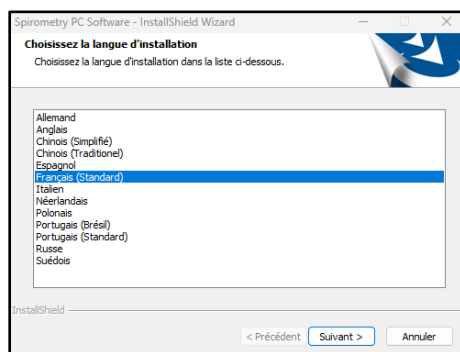 Spirometry PC Software - InstallShield Wizard
Choisissez la langue d'installation
Choisissez la langue d'installation dans la liste ci-dessous.
Allemand
Anglais
Chinois (Simplifié)
Chinois (Traditionel)
Espagnol
Français (Standard)
Italien
Néerlandais
Polonais
Portugais (Brésil)
Portugais (Standard)
Russe
Suédois
InstallShield
< Précédent Suivant > Annuler